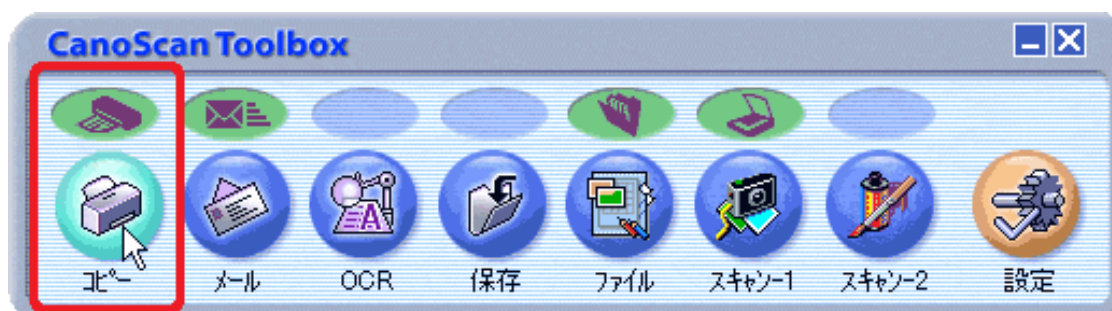 CanoScan Toolbox
ｺﾋﾟｰ ﾒｰﾙ OCR 保存 ﾌｧｲﾙ ｽｷｬﾝ-1 ｽｷｬﾝ-2 設定